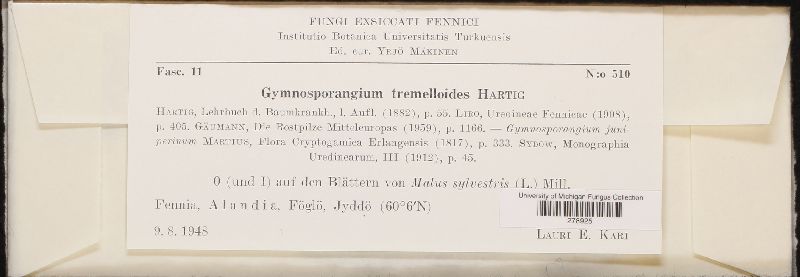 FUNGI EXSICCATI FENNICI
Institutio Botanica Universitatis Turkuensis
Ed. cur. YRJÖ MÄKINEN
Fasc. 11 N:o 510
Gymnosporangium tremelloides HARTIG
HARTIG, Lehrbuch d. Baumkrankh., 1. Aufl. (1882), p. 55. LIRO, Uredineae Fennicae (1908),
p. 405. GÄUMANN, Die Rostpilze Mitteleuropas (1959), p. 1166. — Gymnosporangium juni-
perinum MARTIUS, Flora Cryptogamica Erlangensis (1817), p. 333. SYDOW, Monographia
Uredinearum, III (1912), p. 45.
0 (und I) auf den Blättern von Malus sylvestris (L.) Mill.
Fennia, Alandia, Föglö, Jyddö (60°6'N)
University of Michigan Fungus Collection
278925
9. 8. 1948 LAURI E. KARI